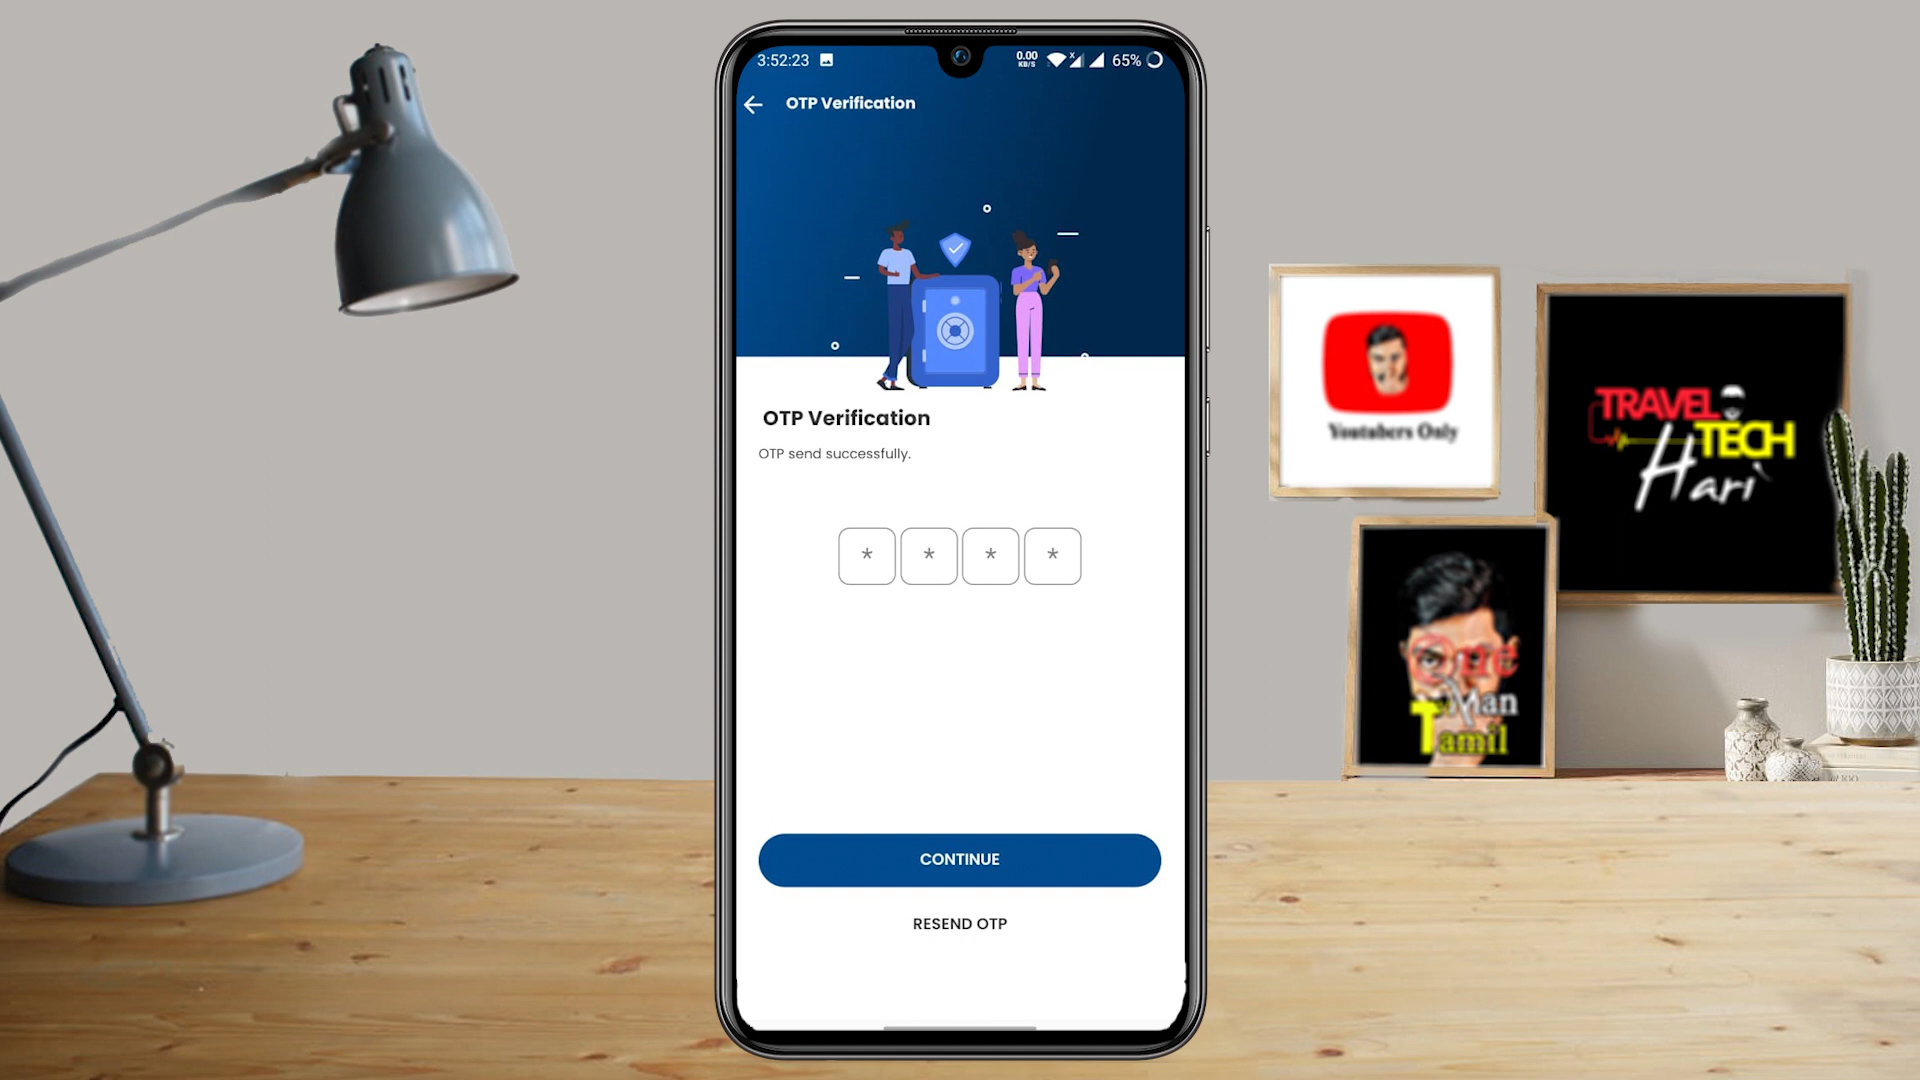 3:52:23
0.00
KB/S
65%
OTP Verification
OTP Verification
OTP send successfully.
* * * *
CONTINUE
RESEND OTP
Youtubers Only
TRAVEL
TECH
Hari
One
Man
Tamil